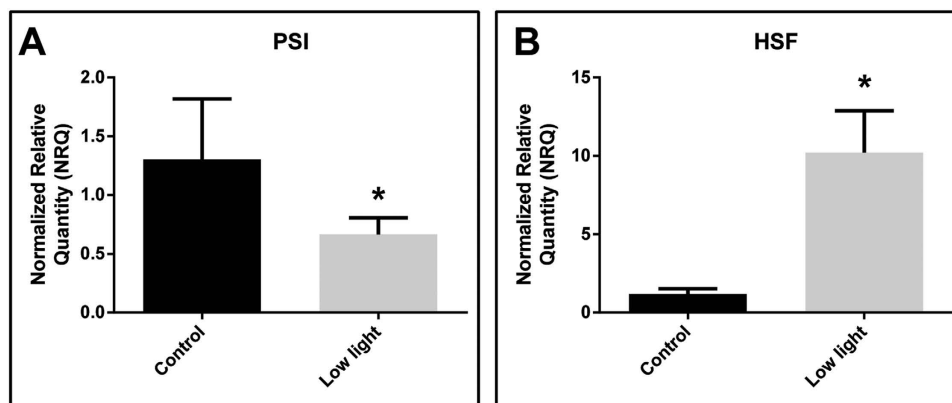 A
PSI
Normalized Relative
Quantity (NRQ)
2.0
1.5
1.0
0.5
0.0
*
Control
Low light
B
HSF
Normalized Relative
Quantity (NRQ)
15
10
5
0
*
Control
Low light